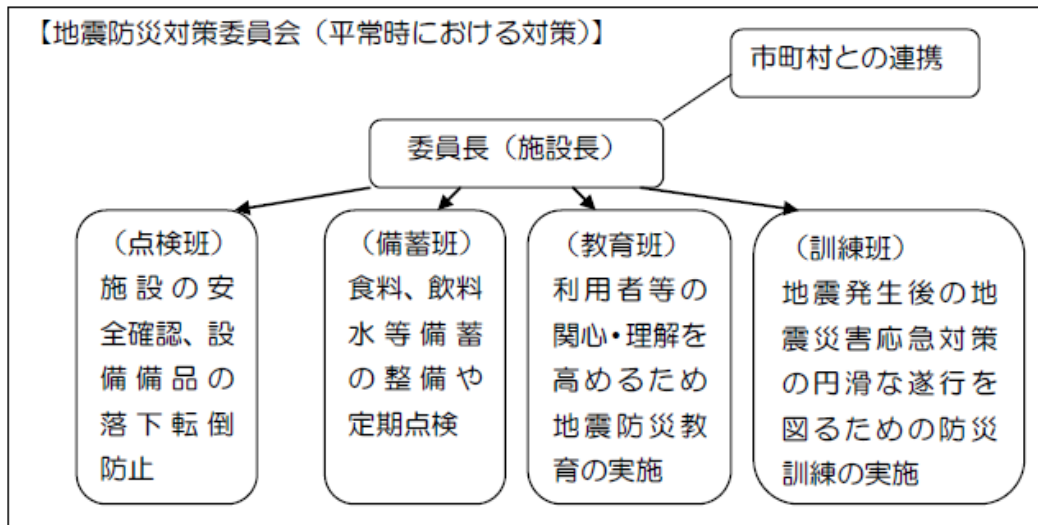 【地震防災対策委員会（平常時における対策）】
市町村との連携
委員長（施設長）
（点検班）
施設の安
全確認、設
備備品の
落下転倒
防止
（備蓄班）
食料、飲料
水等備蓄
の整備や
定期点検
（教育班）
利用者等の
関心・理解を
高めるため
地震防災教
育の実施
（訓練班）
地震発生後の地
震災害応急対策
の円滑な遂行を
図るための防災
訓練の実施